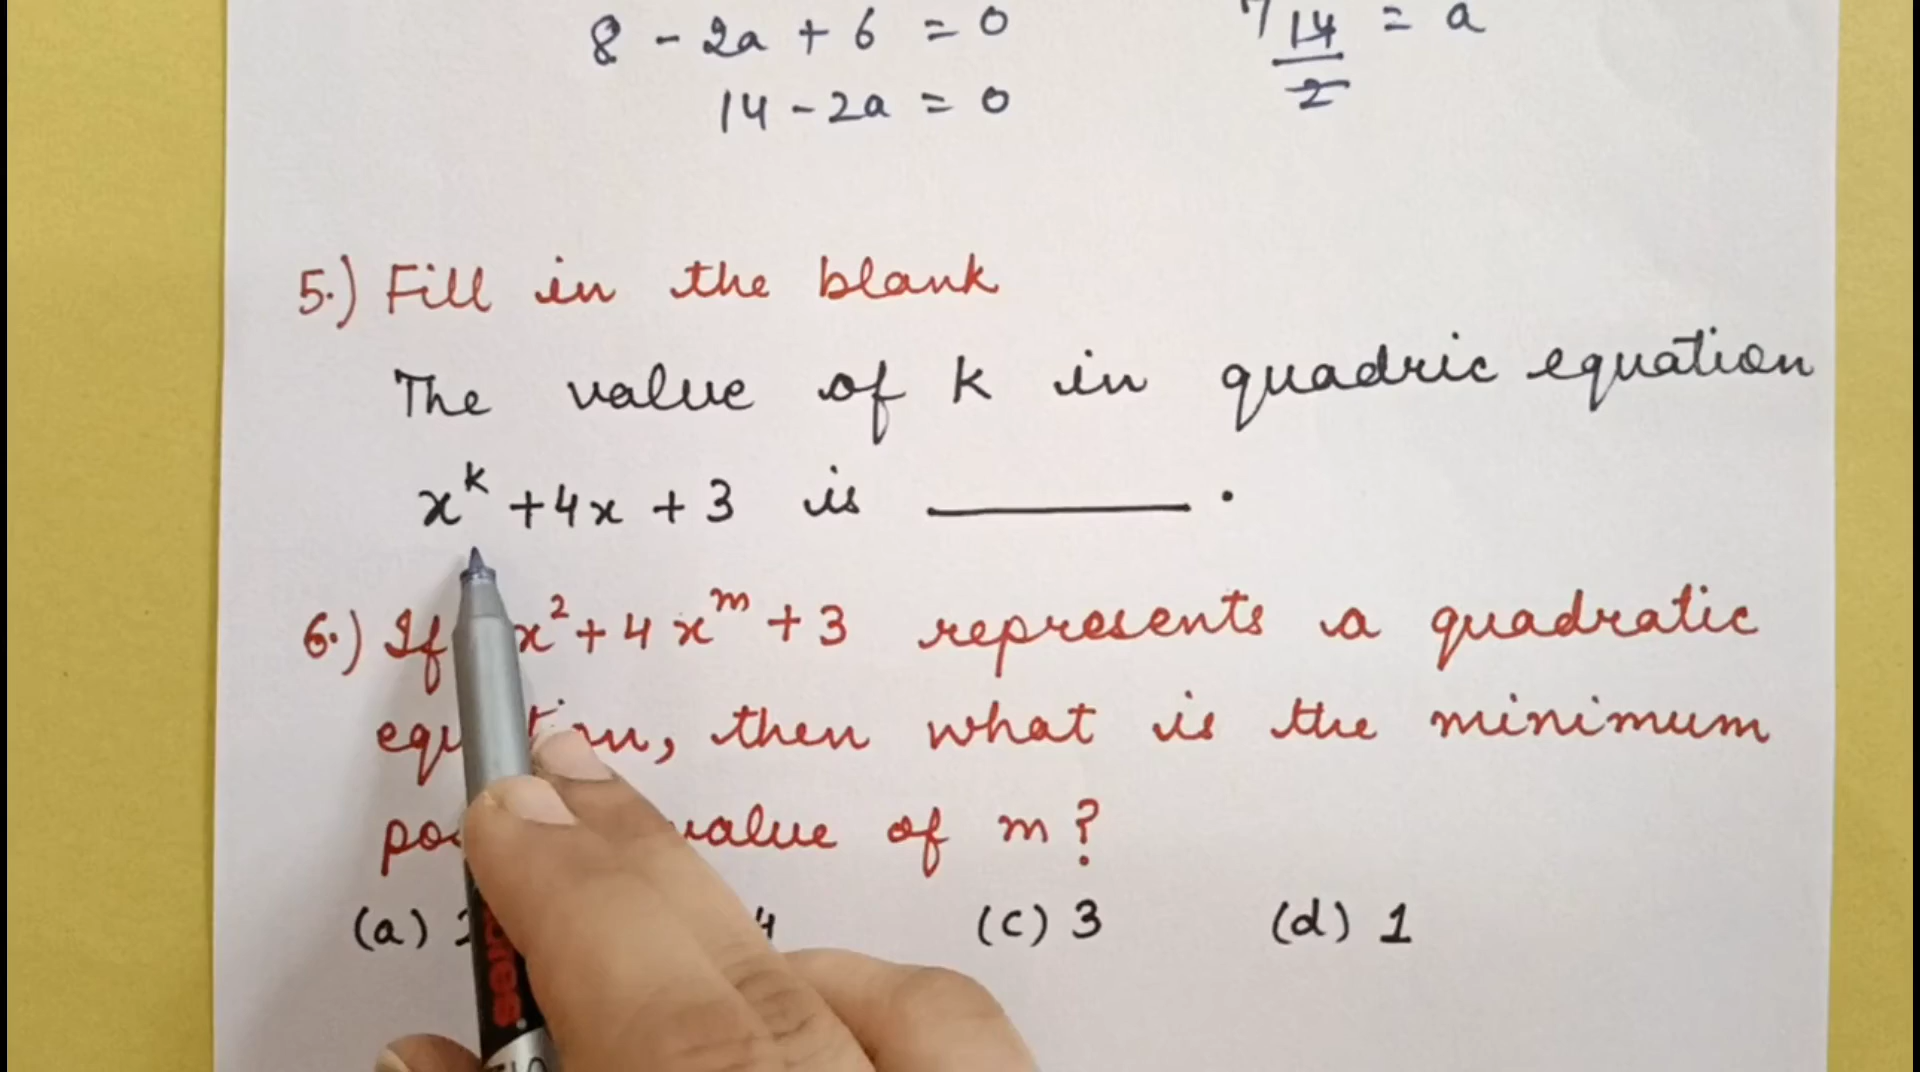 8 - 2a + 6 = 0
14 - 2a = 0
7 14/2 = a
5.) Fill in the blank
The value of k in quadric equation
x^k + 4x + 3 is ________ .
6.) If x² + 4x^m + 3 represents a quadratic
then what is the minimum
value of m?
(a) 4 (c) 3 (d) 1